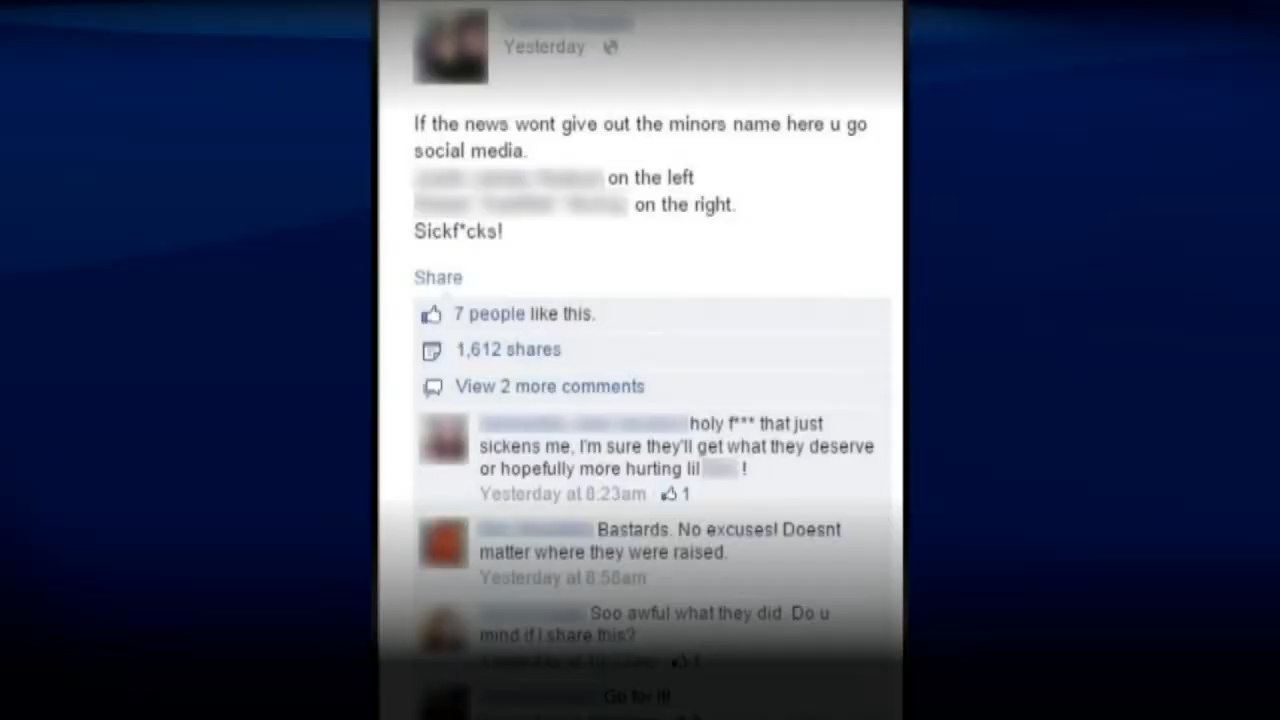 Yesterday
If the news wont give out the minors name here u go
social media.
on the left
on the right.
Sickf*cks!
Share
7 people like this.
1,612 shares
View 2 more comments
holy f*** that just
sickens me, I'm sure they'll get what they deserve
or hopefully more hurting lil !
Yesterday at 8:23am 1
Bastards. No excuses! Doesnt
matter where they were raised.
Yesterday at 8:58am
Soo awful what they did. Do u
mind if I share this?
Go for it!